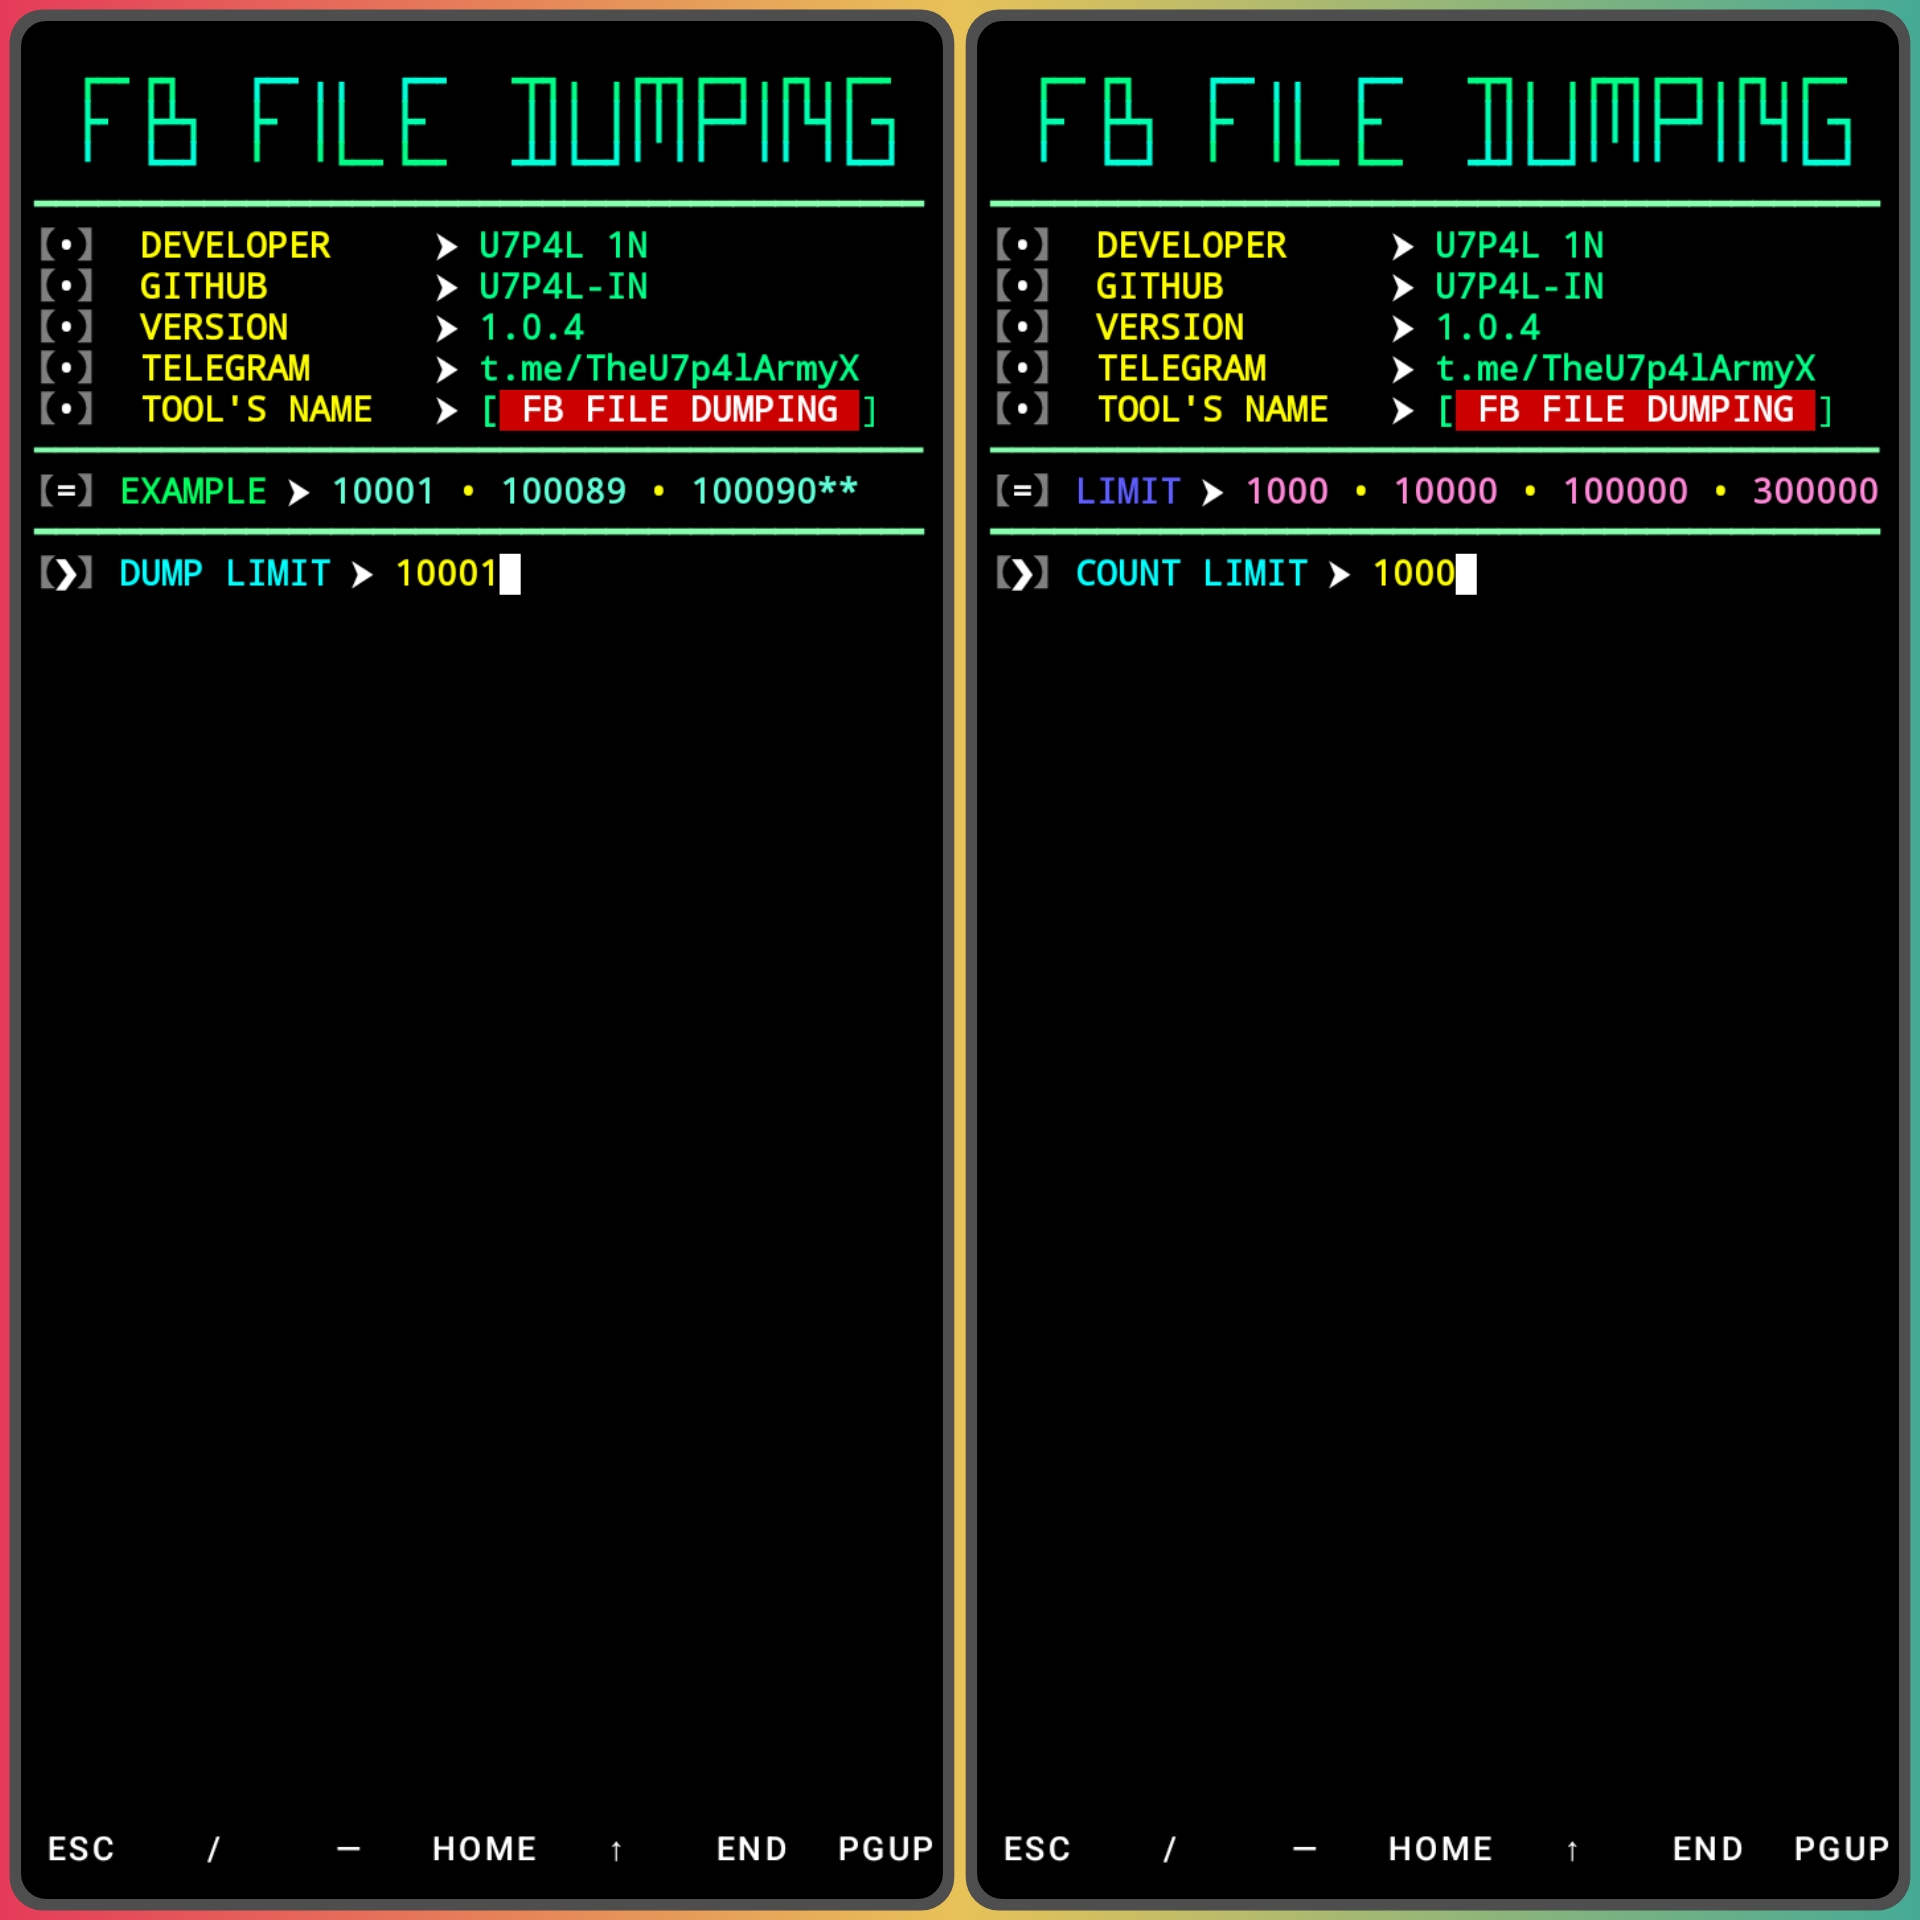 FB FILE DUMPING
[•] DEVELOPER ➤ U7P4L 1N
[•] GITHUB ➤ U7P4L-IN
[•] VERSION ➤ 1.0.4
[•] TELEGRAM ➤ t.me/TheU7p4lArmyX
[•] TOOL'S NAME ➤ [ FB FILE DUMPING ]
[=] EXAMPLE ➤ 10001 • 100089 • 100090**
[❯] DUMP LIMIT ➤ 10001
ESC / — HOME ↑ END PGUP
FB FILE DUMPING
[•] DEVELOPER ➤ U7P4L 1N
[•] GITHUB ➤ U7P4L-IN
[•] VERSION ➤ 1.0.4
[•] TELEGRAM ➤ t.me/TheU7p4lArmyX
[•] TOOL'S NAME ➤ [ FB FILE DUMPING ]
[=] LIMIT ➤ 1000 • 10000 • 100000 • 300000
[❯] COUNT LIMIT ➤ 1000
ESC / — HOME ↑ END PGUP